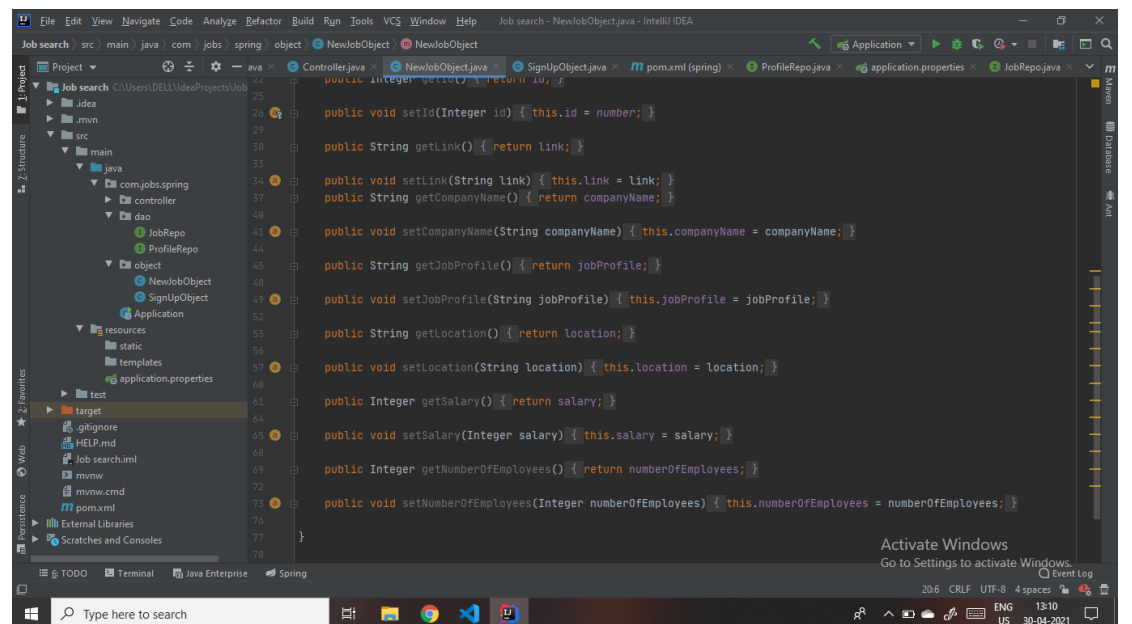 File Edit View Navigate Code Analyze Refactor Build Run Tools VCS Window Help Job search - NewJobObject.java - IntelliJ IDEA
Job search src main java com jobs spring object NewJobObject NewJobObject Application
Project ava Controller.java NewJobObject.java SignUpObject.java pom.xml (spring) ProfileRepo.java application.properties JobRepo.java
1: Project
7: Structure
2: Favorites
Web
Persistence
Job search C:\Users\DELL\IdeaProjects\Job
.idea
.mvn
src
main
java
com.jobs.spring
controller
dao
JobRepo
ProfileRepo
object
NewJobObject
SignUpObject
Application
resources
static
templates
application.properties
test
target
.gitignore
HELP.md
Job search.iml
mvnw
mvnw.cmd
pom.xml
External Libraries
Scratches and Consoles
22 public Integer getId() { return id; }
25
26 public void setId(Integer id) { this.id = number; }
29
30 public String getLink() { return link; }
33
34 public void setLink(String link) { this.link = link; }
37 public String getCompanyName() { return companyName; }
40
41 public void setCompanyName(String companyName) { this.companyName = companyName; }
44
45 public String getJobProfile() { return jobProfile; }
48
49 public void setJobProfile(String jobProfile) { this.jobProfile = jobProfile; }
52
53 public String getLocation() { return location; }
56
57 public void setLocation(String location) { this.location = location; }
60
61 public Integer getSalary() { return salary; }
64
65 public void setSalary(Integer salary) { this.salary = salary; }
68
69 public Integer getNumberOfEmployees() { return numberOfEmployees; }
72
73 public void setNumberOfEmployees(Integer numberOfEmployees) { this.numberOfEmployees = numberOfEmployees; }
76
77 }
78
Maven
Database
Ant
Activate Windows
Go to Settings to activate Windows.
6: TODO Terminal Java Enterprise Spring Event Log
20:6 CRLF UTF-8 4 spaces
Type here to search
ENG 13:10
US 30-04-2021